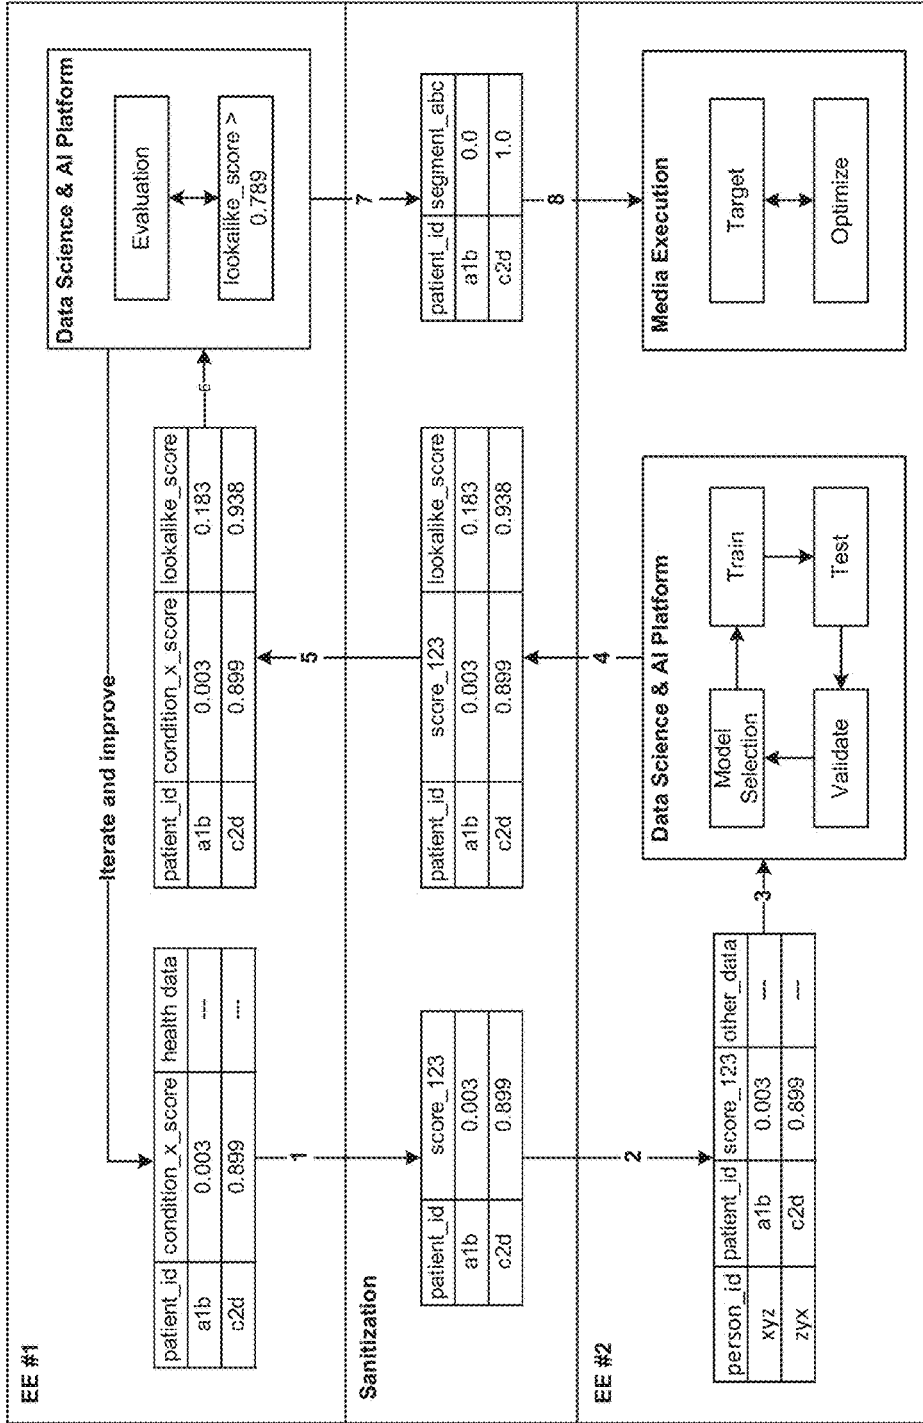 EE #1
Iterate and improve
patient_id condition_x_score health data
a1b 0.003 ---
c2d 0.899 ---
patient_id condition_x_score lookalike_score
a1b 0.003 0.183
c2d 0.899 0.938
6
Data Science & AI Platform
Evaluation
lookalike_score >
0.789
1
5
7
Sanitization
patient_id score_123
a1b 0.003
c2d 0.899
patient_id score_123 lookalike_score
a1b 0.003 0.183
c2d 0.899 0.938
patient_id segment_abc
a1b 0.0
c2d 1.0
2
4
8
EE #2
person_id patient_id score_123 other_data
xyz a1b 0.003 ---
zyx c2d 0.899 ---
3
Data Science & AI Platform
Model
Selection
Train
Validate
Test
Media Execution
Target
Optimize